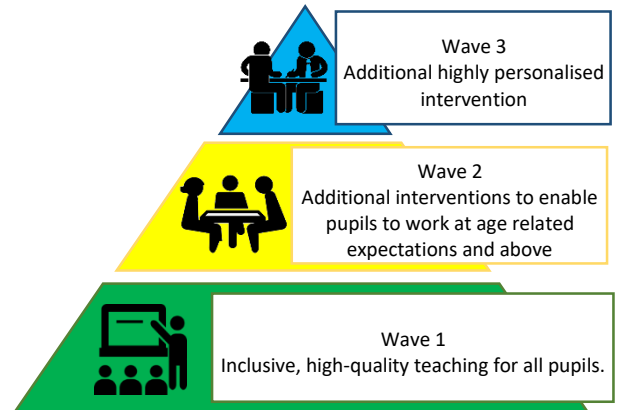 Wave 3
Additional highly personalised
intervention
Wave 2
Additional interventions to enable
pupils to work at age related
expectations and above
Wave 1
Inclusive, high-quality teaching for all pupils.